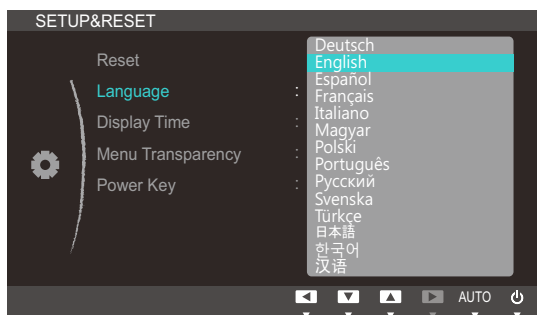 SETUP&RESET
Reset
Language :
Display Time :
Menu Transparency :
Power Key :
Deutsch
English
Español
Français
Italiano
Magyar
Polski
Português
Русский
Svenska
Türkçe
日本語
한국어
汉语
AUTO